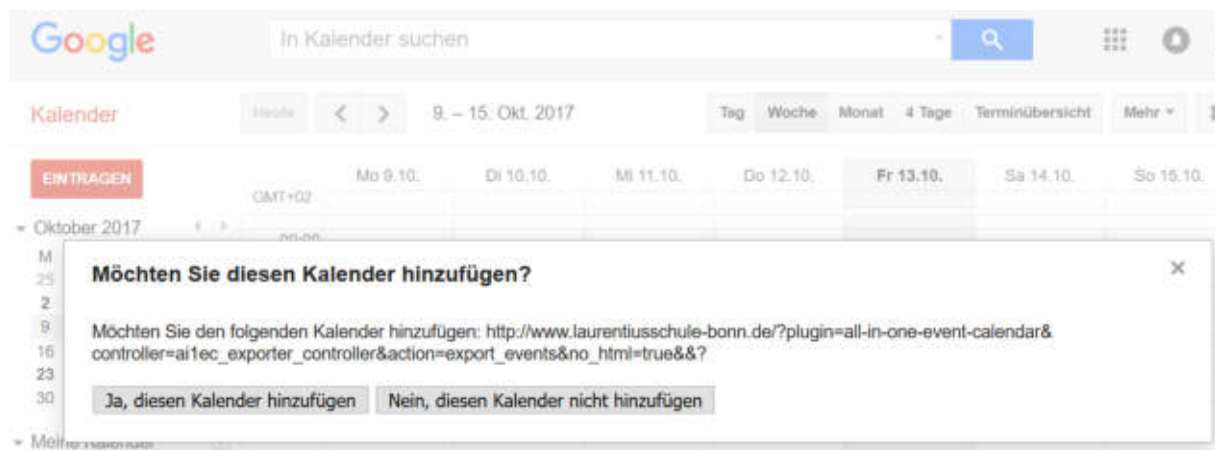 Google
In Kalender suchen
Kalender
Heute
9. – 15. Okt. 2017
Tag Woche Monat 4 Tage Terminübersicht Mehr
EINTRAGEN
Mo 9.10. Di 10.10. Mi 11.10. Do 12.10. Fr 13.10. Sa 14.10. So 15.10.
GMT+02
Oktober 2017
00:00
M
25
2
9
16
23
30
Möchten Sie diesen Kalender hinzufügen?
Möchten Sie den folgenden Kalender hinzufügen: http://www.laurentiusschule-bonn.de/?plugin=all-in-one-event-calendar&
controller=ai1ec_exporter_controller&action=export_events&no_html=true&&?
Ja, diesen Kalender hinzufügen Nein, diesen Kalender nicht hinzufügen
Meine Kalender